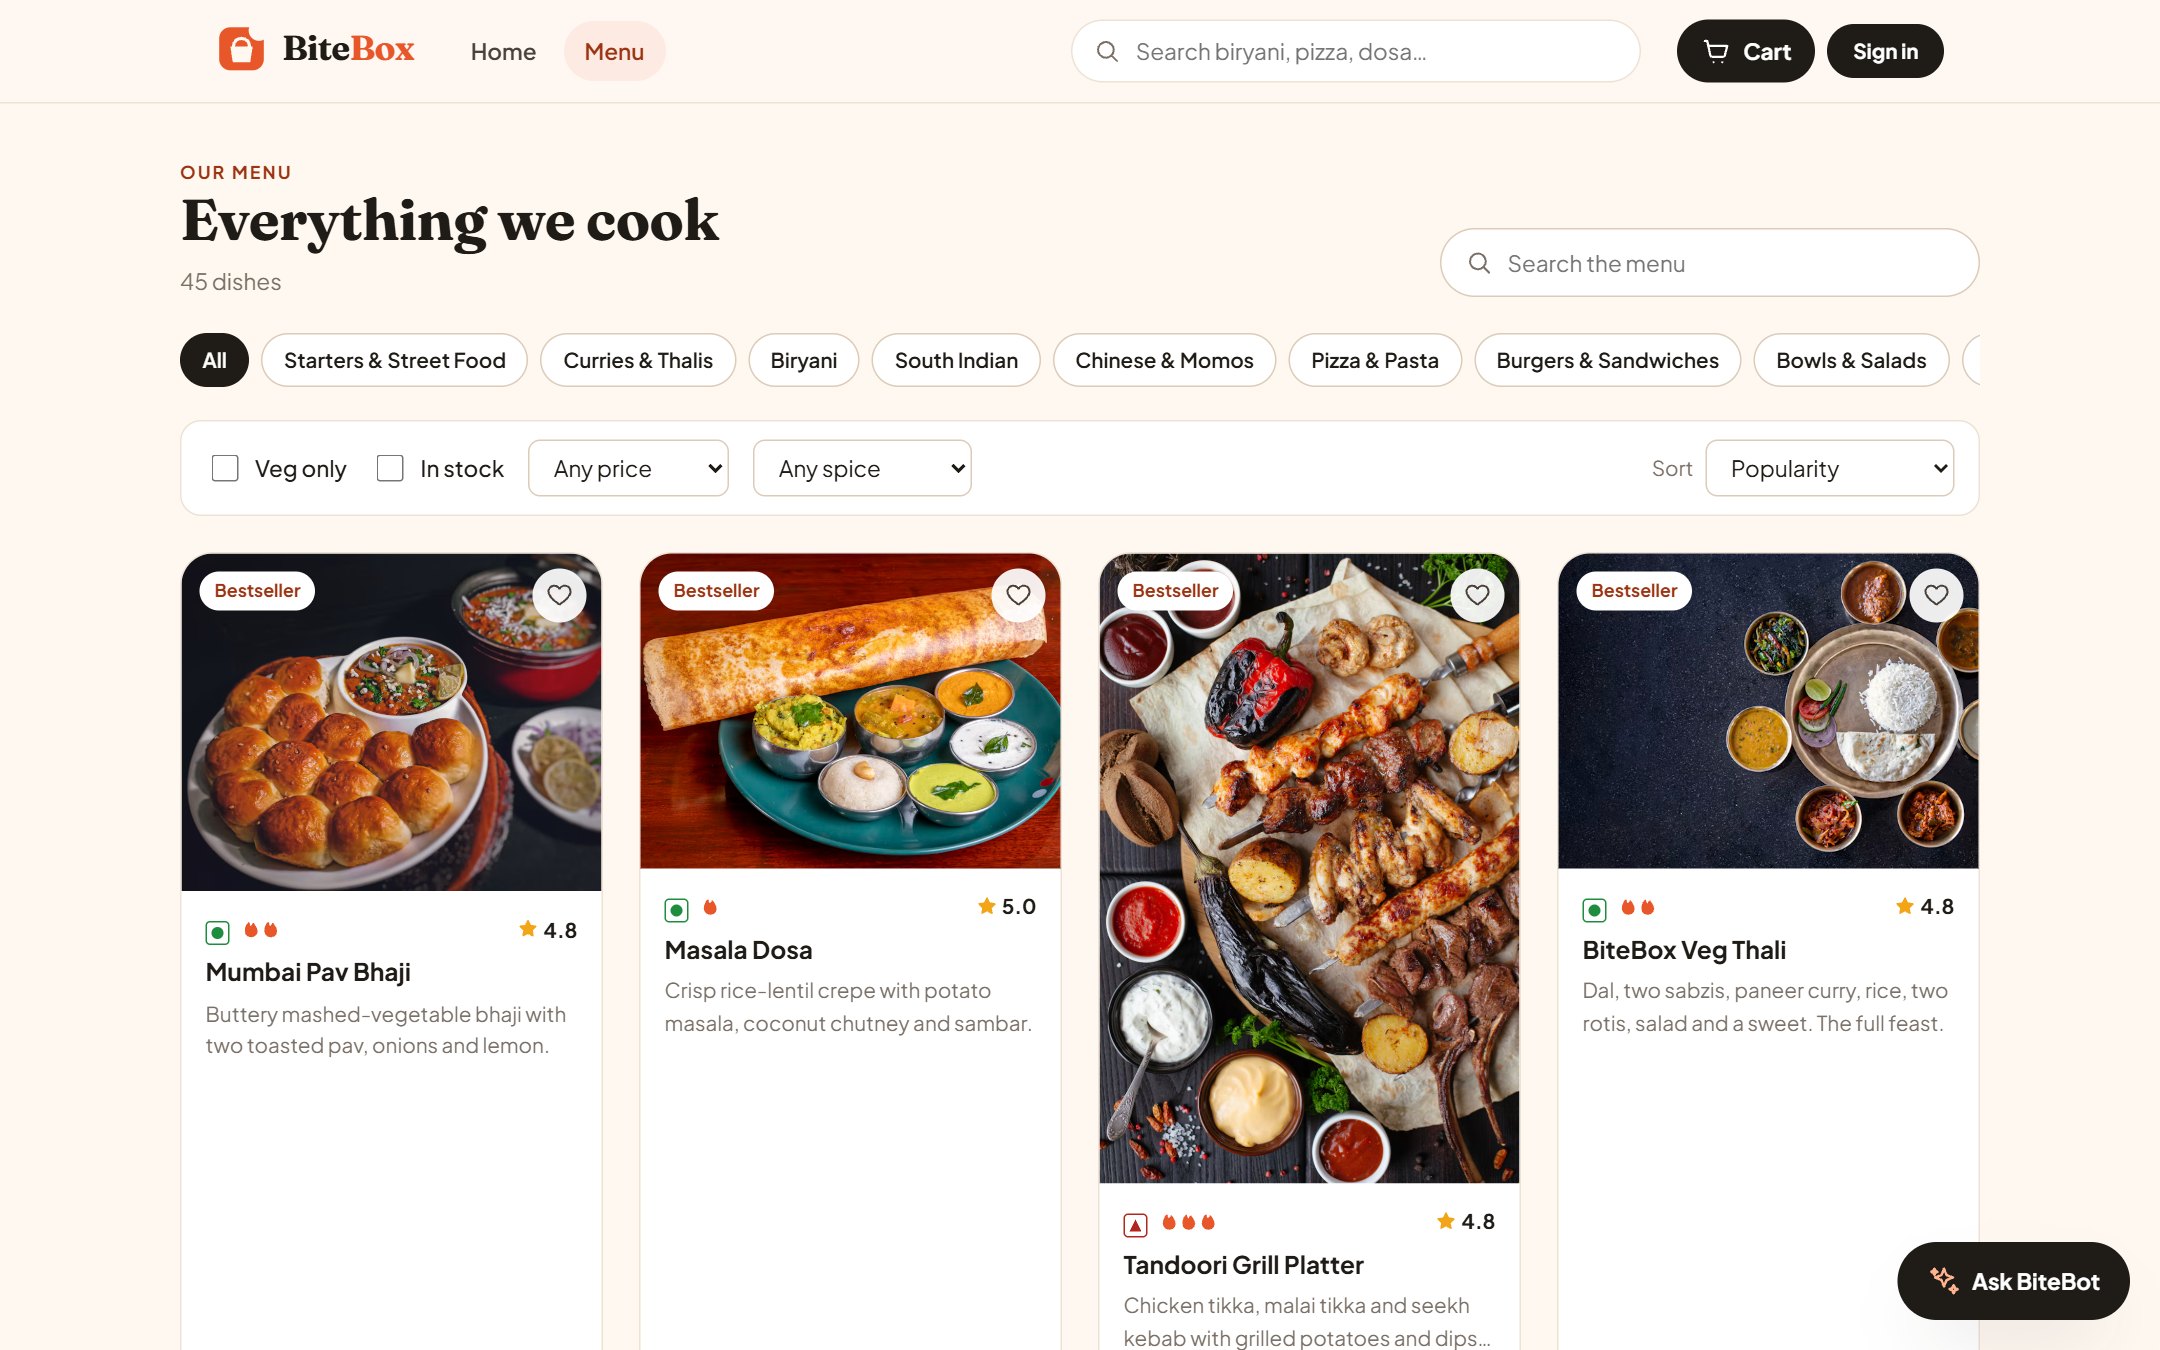 BiteBox
Home
Menu
Search biryani, pizza, dosa...
Cart
Sign in
OUR MENU
Everything we cook
45 dishes
Search the menu
All
Starters & Street Food
Curries & Thalis
Biryani
South Indian
Chinese & Momos
Pizza & Pasta
Burgers & Sandwiches
Bowls & Salads
Veg only
In stock
Any price
Any spice
Sort
Popularity
Bestseller
4.8
Mumbai Pav Bhaji
Buttery mashed-vegetable bhaji with
two toasted pav, onions and lemon.
Bestseller
5.0
Masala Dosa
Crisp rice-lentil crepe with potato
masala, coconut chutney and sambar.
Bestseller
4.8
Tandoori Grill Platter
Chicken tikka, malai tikka and seekh
kebab with grilled potatoes and dips...
Bestseller
4.8
BiteBox Veg Thali
Dal, two sabzis, paneer curry, rice, two
rotis, salad and a sweet. The full feast.
Ask BiteBot